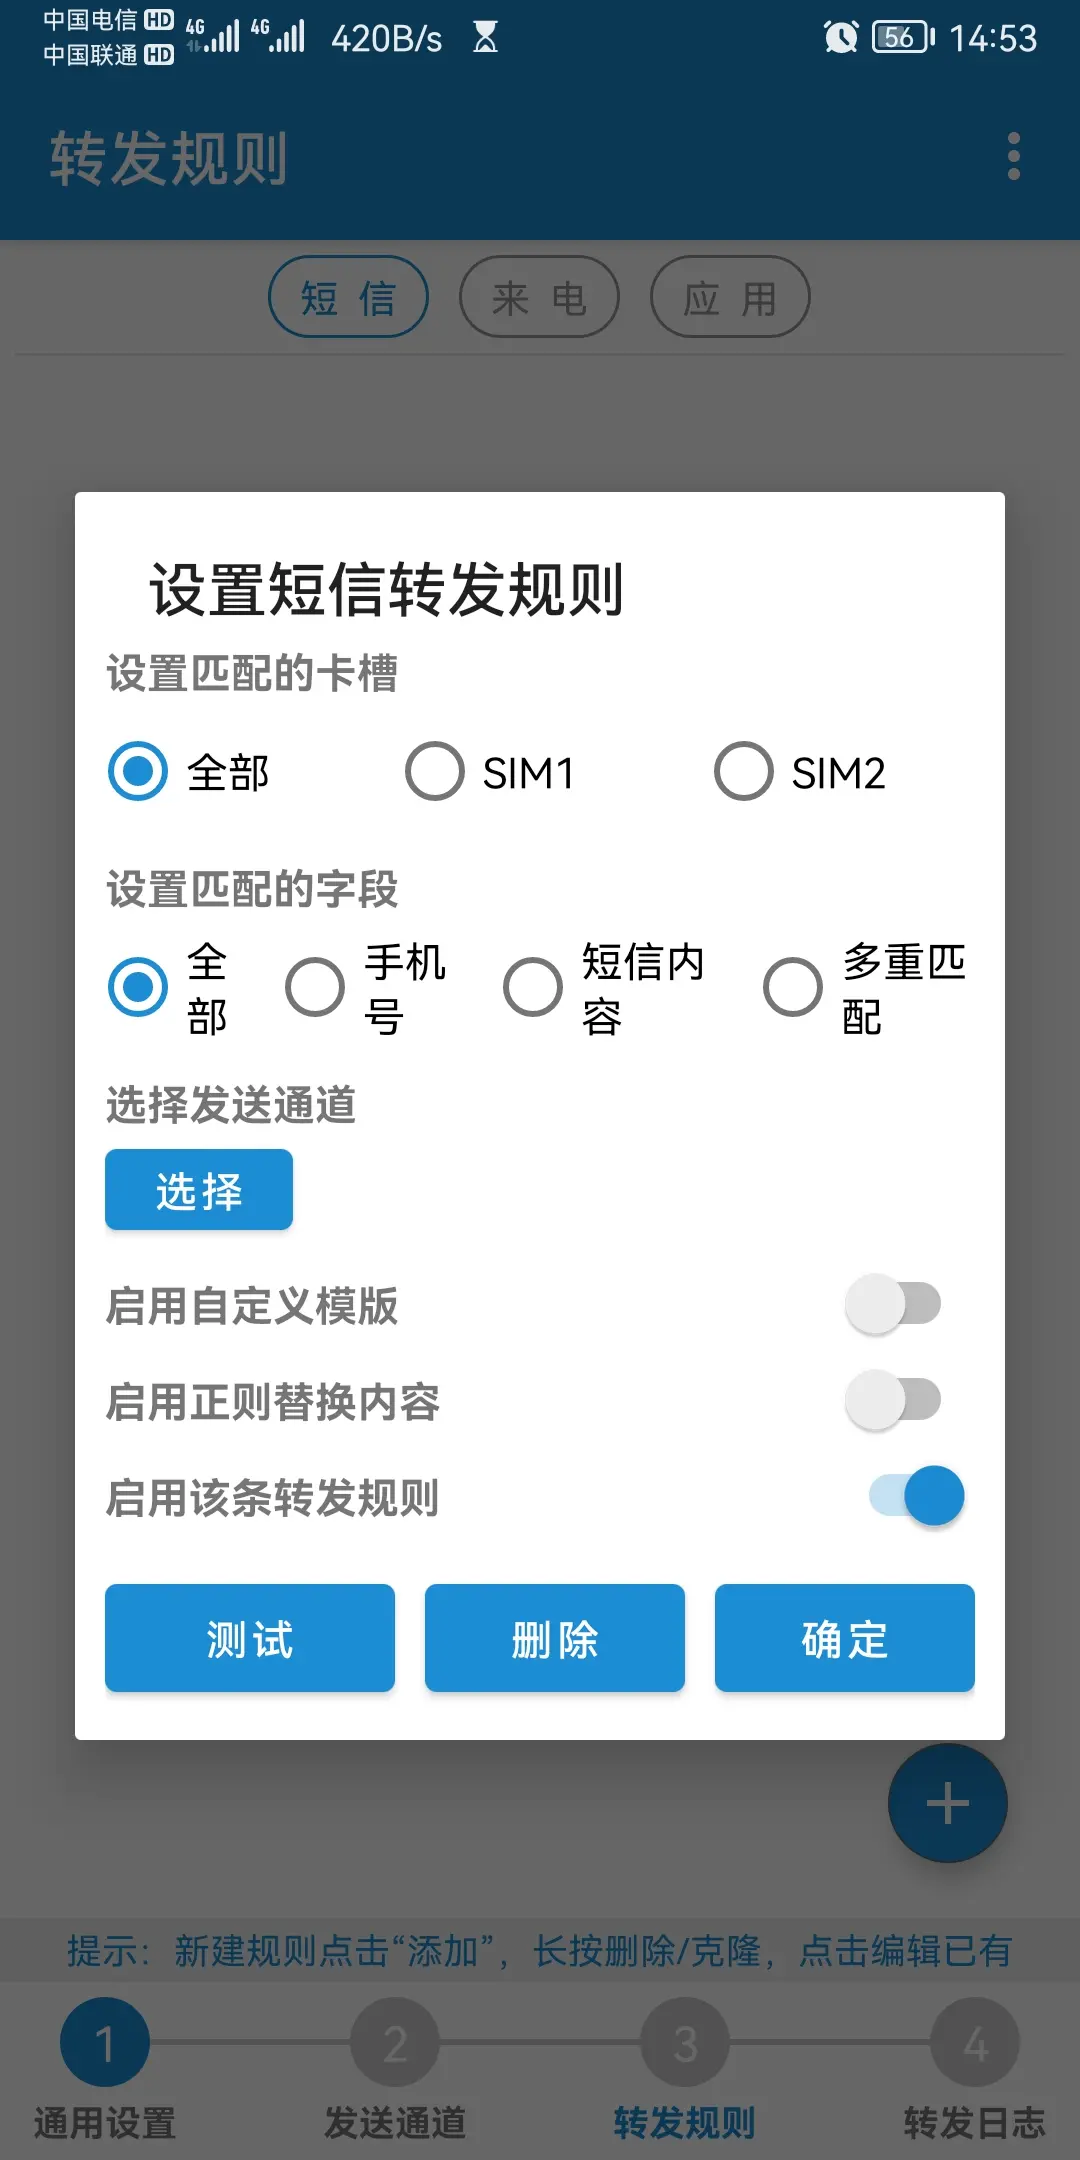 中国电信 HD 4G 4G 420B/s 56 14:53
中国联通 HD
转发规则
短信 来电 应用
设置短信转发规则
设置匹配的卡槽
全部 SIM1 SIM2
设置匹配的字段
全部 手机号 短信内容 多重匹配
选择发送通道
选择
启用自定义模版
启用正则替换内容
启用该条转发规则
测试 删除 确定
+
提示：新建规则点击“添加”，长按删除/克隆，点击编辑已有
1 2 3 4
通用设置 发送通道 转发规则 转发日志